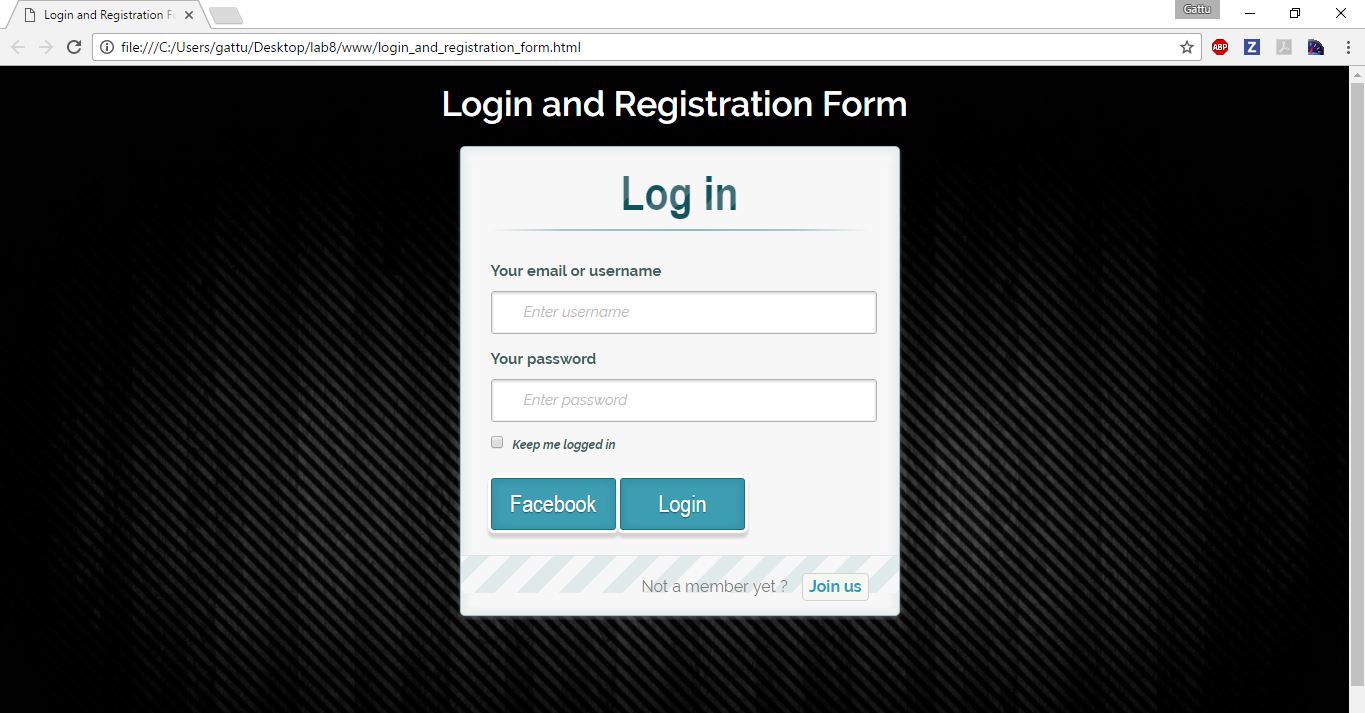 Login and Registration F
Gattu
file:///C:/Users/gattu/Desktop/lab8/www/login_and_registration_form.html
ABP
Z
Login and Registration Form
Log in
Your email or username
Enter username
Your password
Enter password
Keep me logged in
Facebook Login
Not a member yet ? Join us